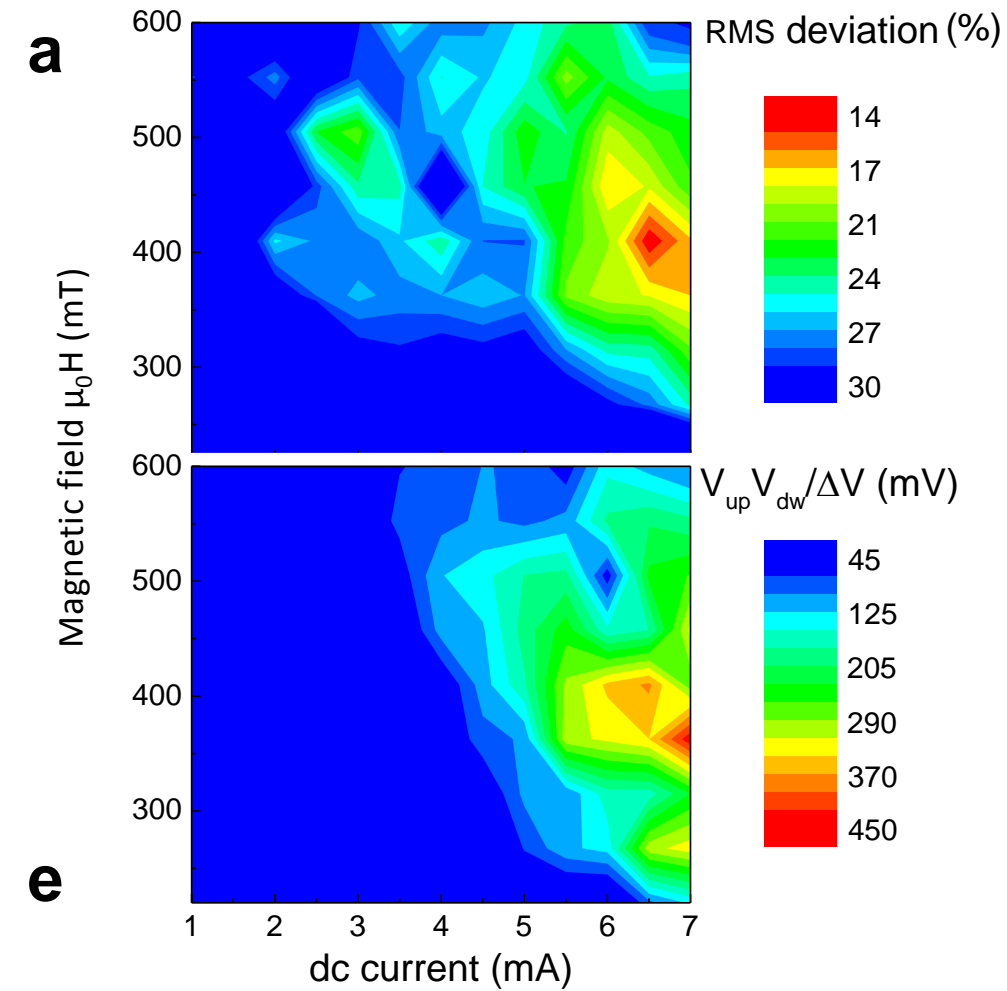 a
RMS deviation (%)
600
500
400
300
14
17
21
24
27
30
Magnetic field μ₀H (mT)
V_up V_dw/ΔV (mV)
600
500
400
300
45
125
205
290
370
450
e
1 2 3 4 5 6 7
dc current (mA)